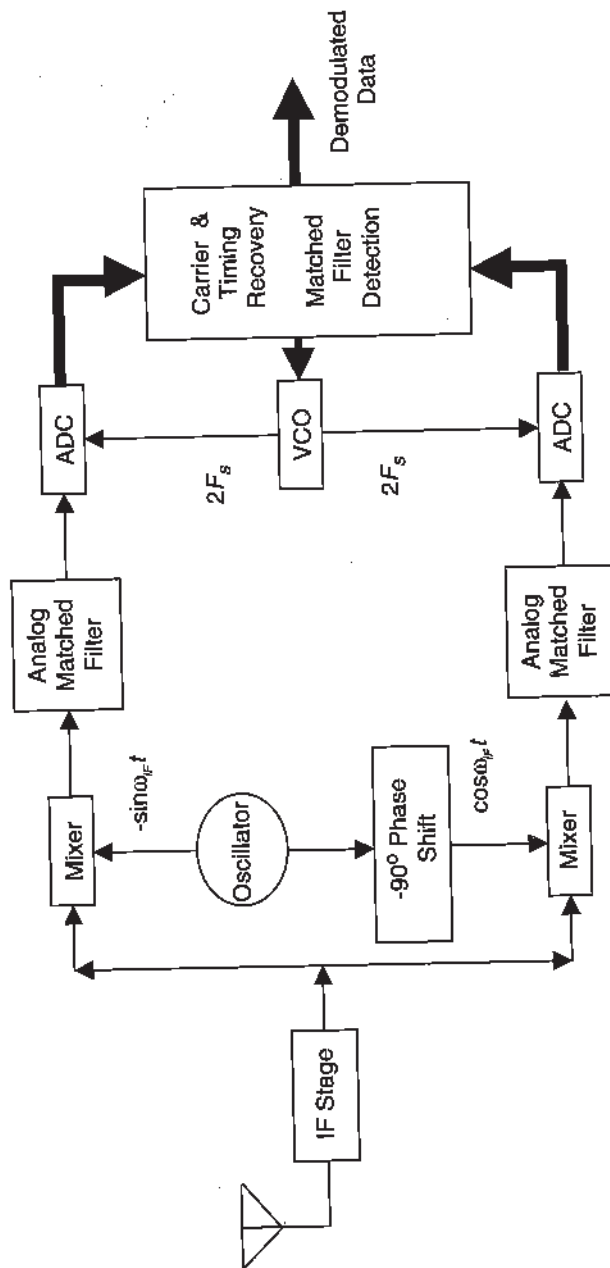 IF Stage
Mixer
-sinω_IF t
Oscillator
-90° Phase
Shift
cosω_IF t
Mixer
Analog
Matched
Filter
Analog
Matched
Filter
ADC
2F_s
VCO
2F_s
ADC
Carrier &
Timing
Recovery
Matched
Filter
Detection
Demodulated
Data